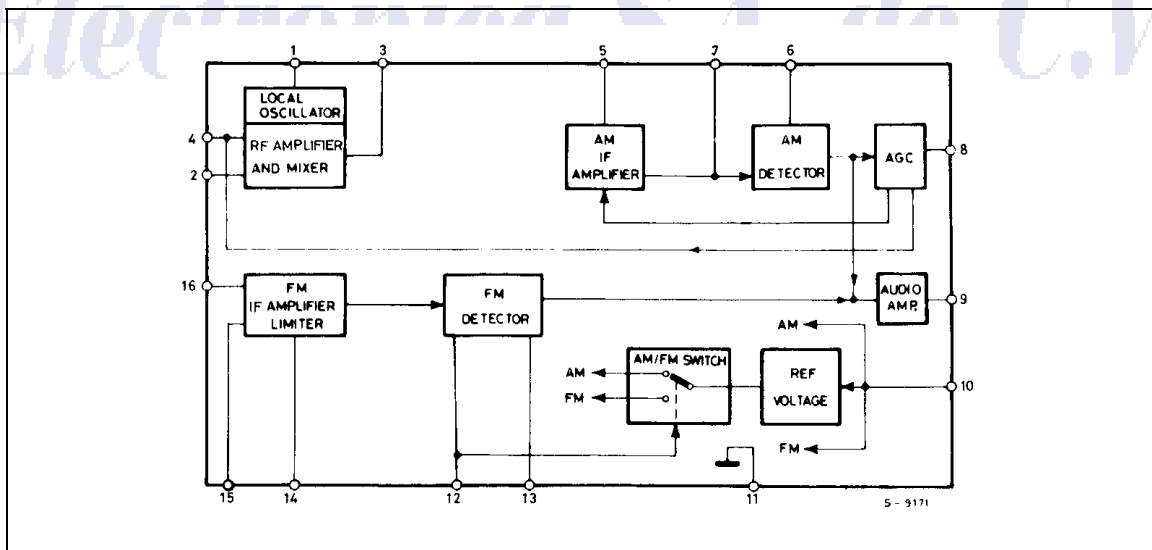 Electronica S.A. de C.V
1 3 5 7 6
LOCAL
OSCILLATOR
4
RF AMPLIFIER
AND MIXER
2
AM
IF
AMPLIFIER
AM
DETECTOR
AGC
8
16
FM
IF AMPLIFIER
LIMITER
FM
DETECTOR
AUDIO
AMP.
9
AM
AM/FM SWITCH
AM
FM
REF
VOLTAGE
10
FM
15 14 12 13 11
S - 9171